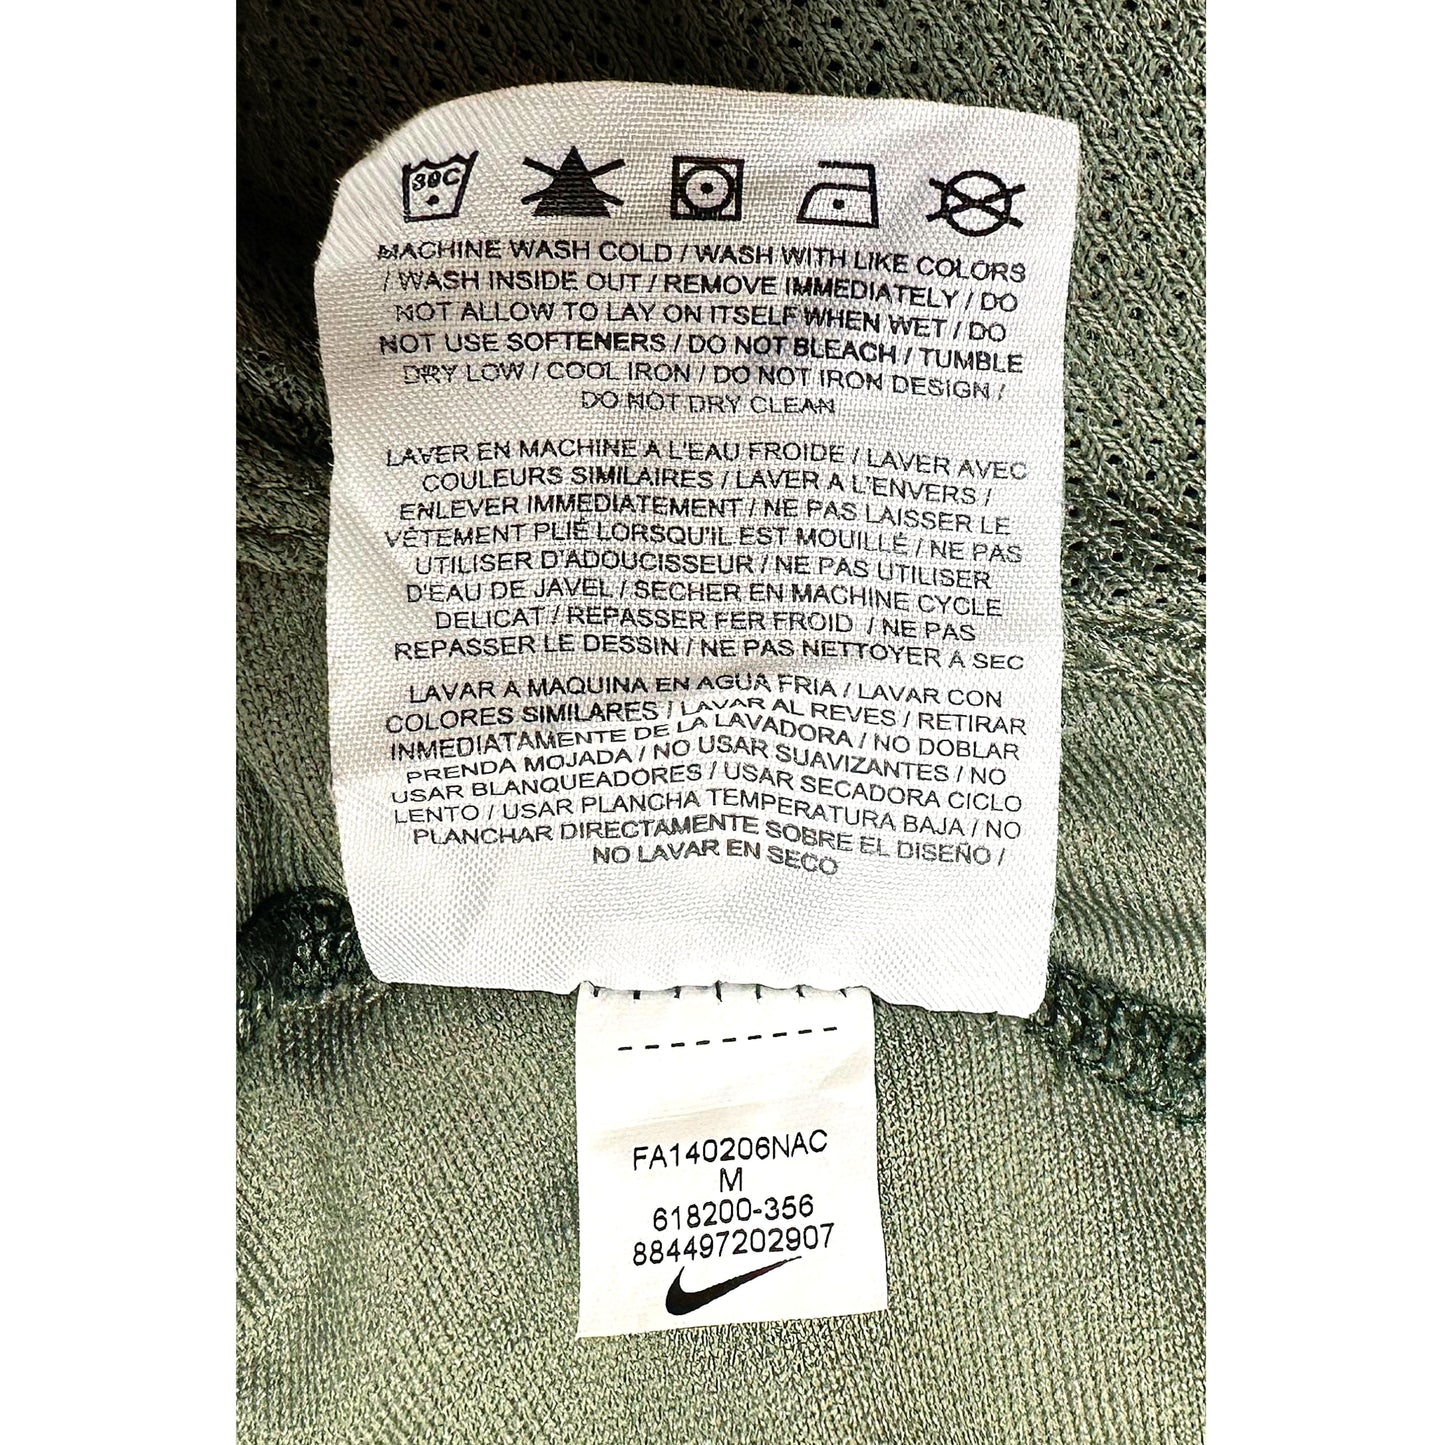 30C
MACHINE WASH COLD / WASH WITH LIKE COLORS
/ WASH INSIDE OUT / REMOVE IMMEDIATELY / DO
NOT ALLOW TO LAY ON ITSELF WHEN WET / DO
NOT USE SOFTENERS / DO NOT BLEACH / TUMBLE
DRY LOW / COOL IRON / DO NOT IRON DESIGN /
DO NOT DRY CLEAN
LAVER EN MACHINE A L'EAU FROIDE / LAVER AVEC
COULEURS SIMILAIRES / LAVER A L'ENVERS /
ENLEVER IMMEDIATEMENT / NE PAS LAISSER LE
VÉTEMENT PLIÉ LORSQU'IL EST MOUILLÉ / NE PAS
UTILISER D'ADOUCISSEUR / NE PAS UTILISER
D'EAU DE JAVEL / SECHER EN MACHINE CYCLE
DELICAT / REPASSER FER FROID / NE PAS
REPASSER LE DESSIN / NE PAS NETTOYER A SEC
LAVAR A MAQUINA EN AGUA FRIA / LAVAR CON
COLORES SIMILARES / LAVAR AL REVES / RETIRAR
INMEDIATAMENTE DE LA LAVADORA / NO DOBLAR
PRENDA MOJADA / NO USAR SUAVIZANTES / NO
USAR BLANQUEADORES / USAR SECADORA CICLO
LENTO / USAR PLANCHA TEMPERATURA BAJA / NO
PLANCHAR DIRECTAMENTE SOBRE EL DISEÑO /
NO LAVAR EN SECO
FA140206NAC
M
618200-356
884497202907